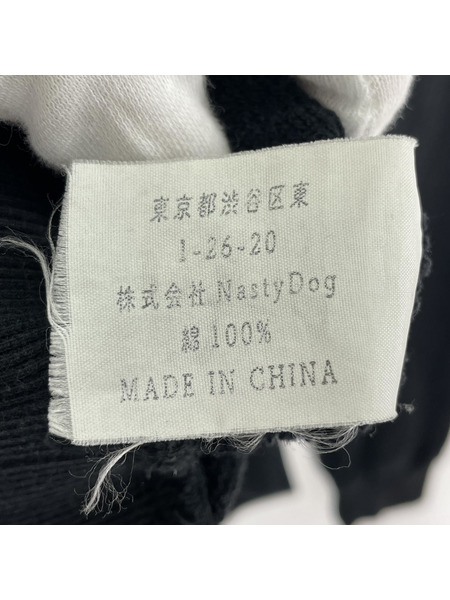 東京都渋谷区東
1-26-20
株式会社 NastyDog
綿 100%
MADE IN CHINA